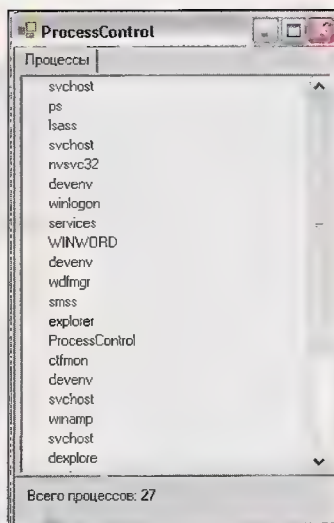 ProcessControl
Процессы
svchost
ps
lsass
svchost
nvsvc32
devenv
winlogon
services
WINWORD
devenv
wdfmgr
smss
explorer
ProcessControl
ctfmon
devenv
svchost
winamp
svchost
dexplore
Всего процессов: 27